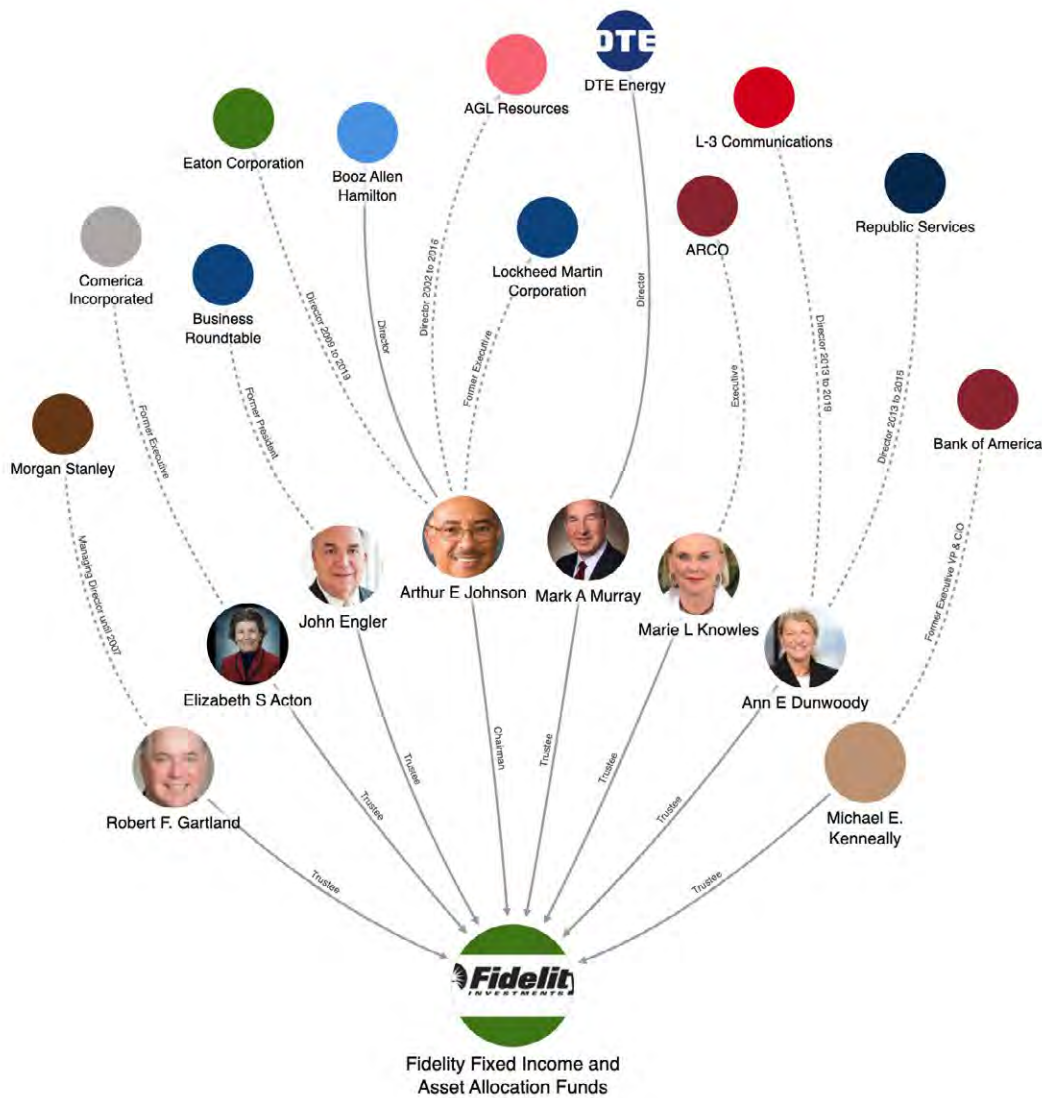 DTE
DTE Energy
AGL Resources
L-3 Communications
Eaton Corporation
Booz Allen
Hamilton
Republic Services
ARCO
Lockheed Martin
Corporation
Comerica
Incorporated
Business
Roundtable
Director 2009 to 2019
Director
Director 2002 to 2016
Former Executive
Director
Executive
Director 2013 to 2019
Director 2013 to 2015
Morgan Stanley
Former Executive
Former President
Bank of America
Managing Director until 2007
Former Executive VP & CiO
John Engler
Arthur E Johnson
Mark A Murray
Marie L Knowles
Elizabeth S Acton
Ann E Dunwoody
Robert F. Gartland
Michael E.
Kenneally
Trustee
Trustee
Trustee
Chairman
Trustee
Trustee
Trustee
Trustee
Fidelity
INVESTMENTS
Fidelity Fixed Income and
Asset Allocation Funds